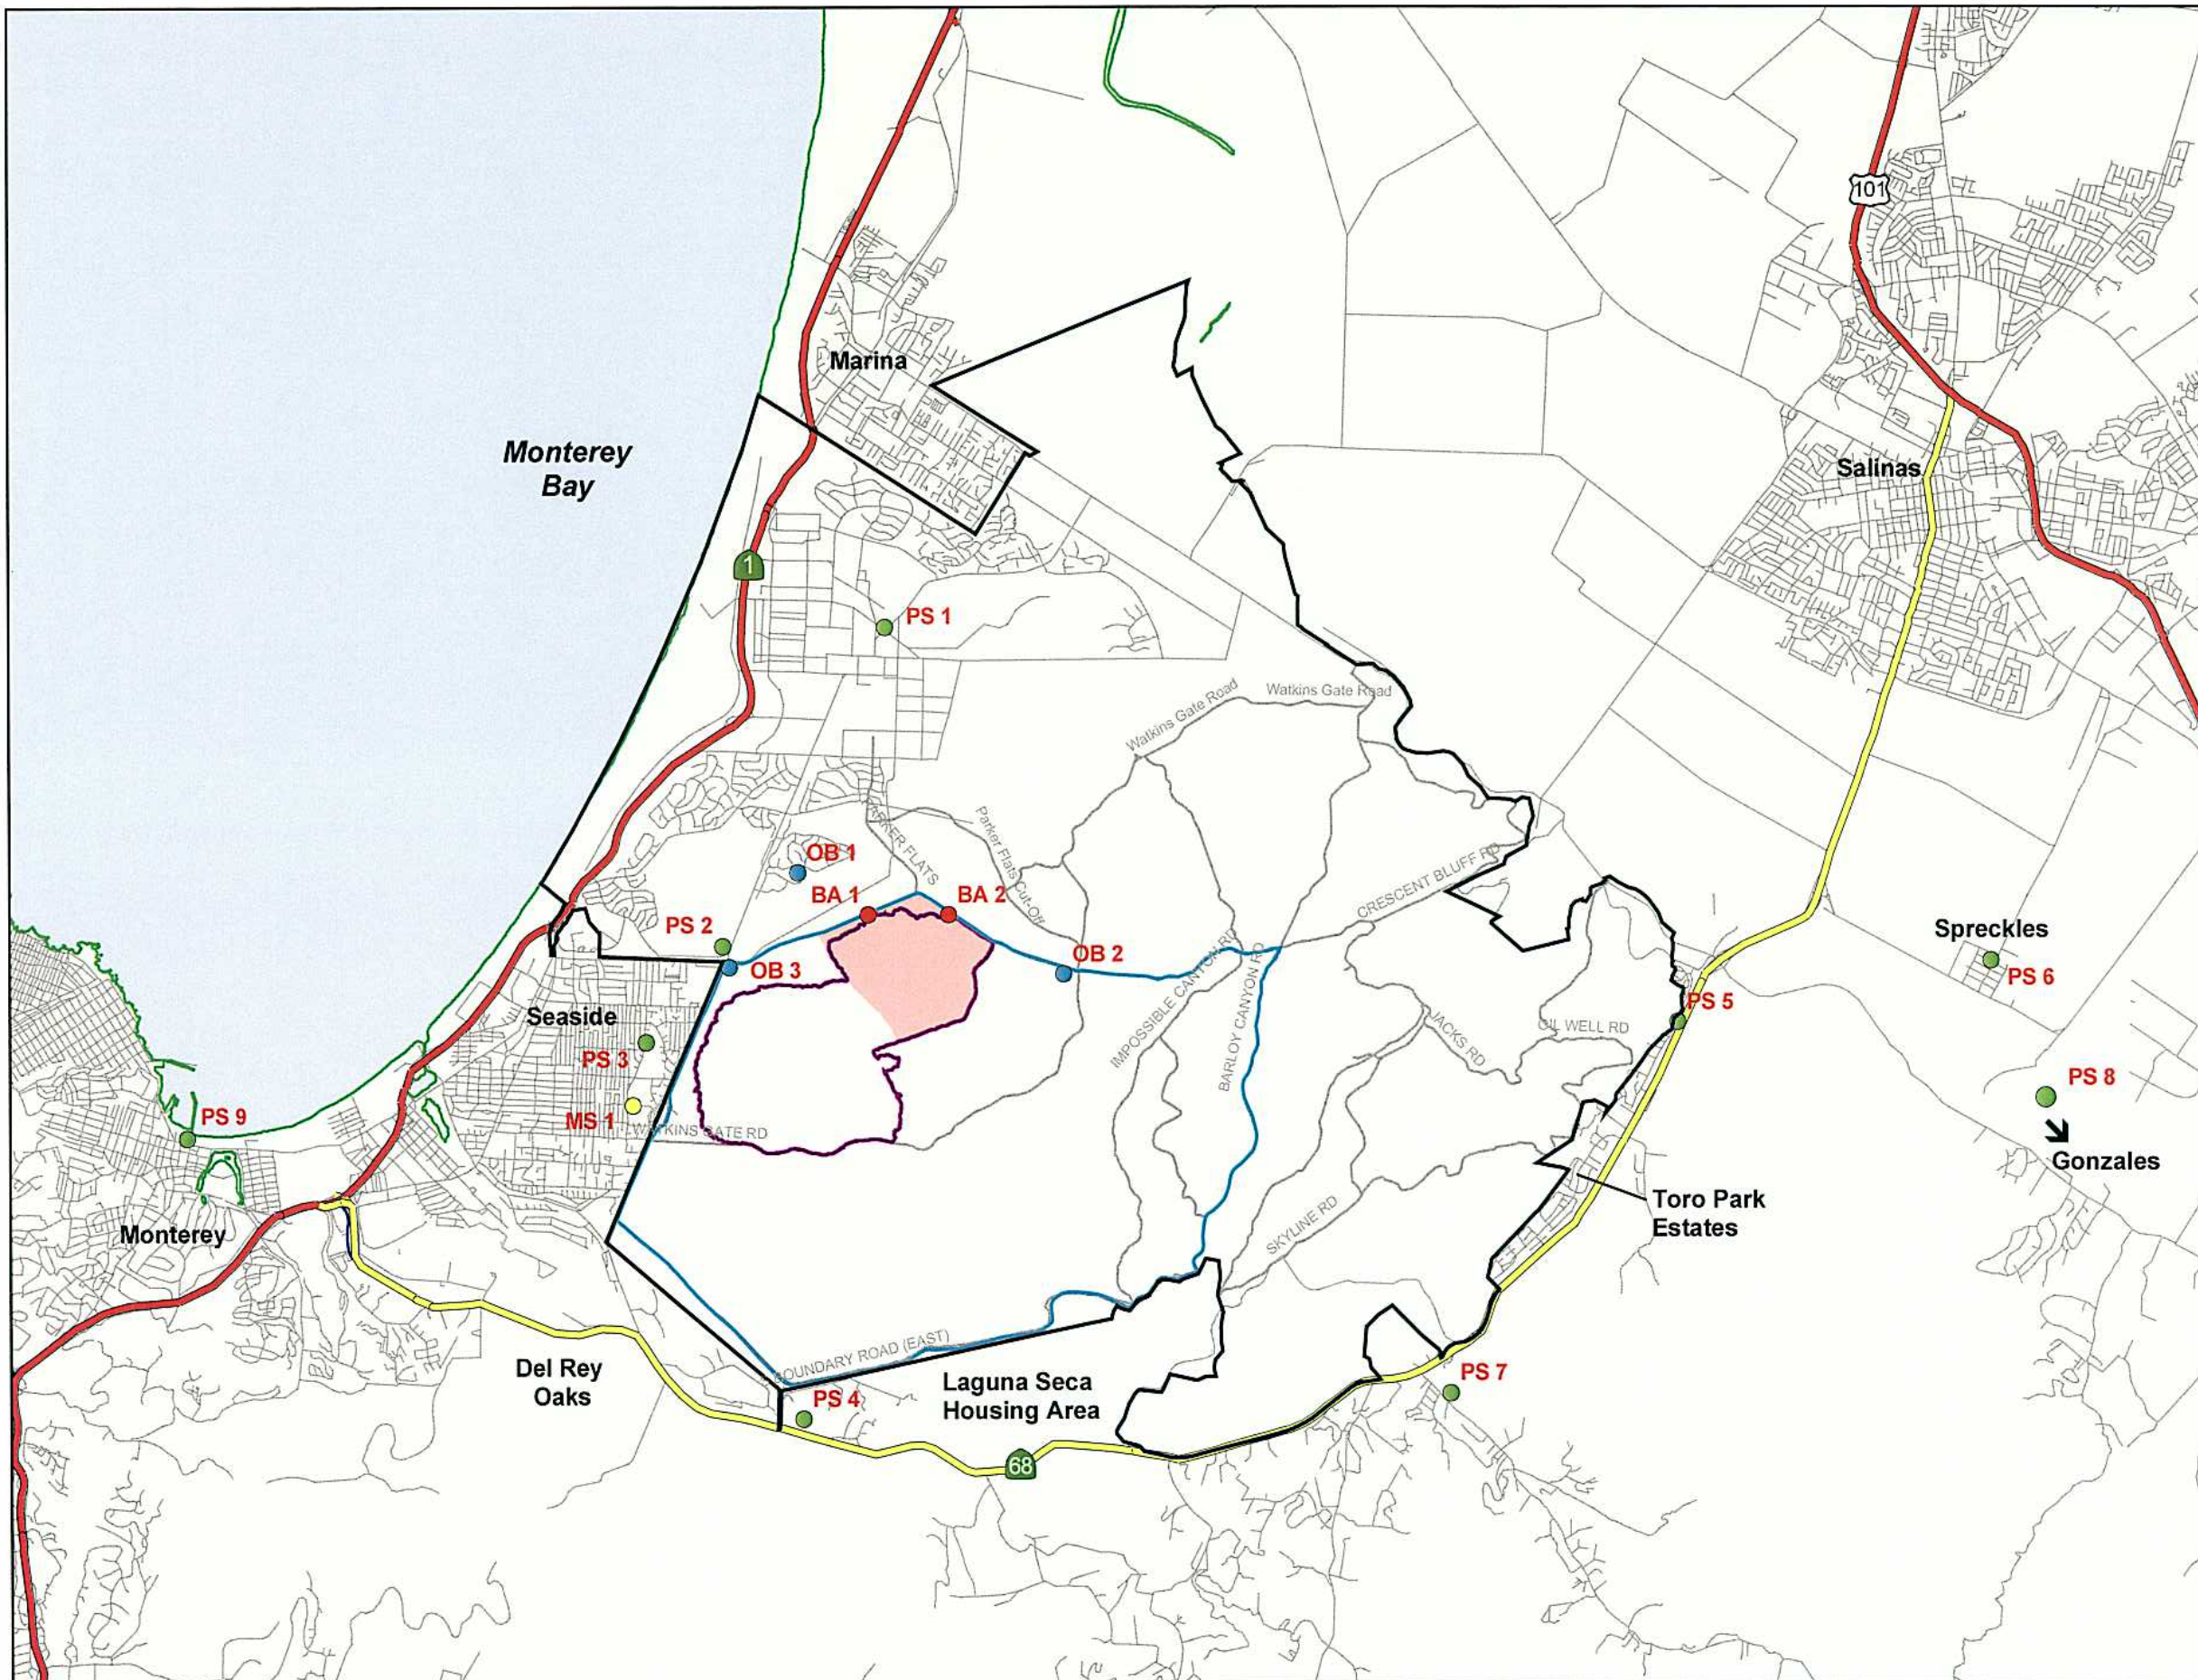 101
Marina
Monterey
Bay
Salinas
1
PS 1
Watkins Gate Road
Watkins Gate Road
PARKER FLATS
Parker Flats Cut-Off
OB 1
BA 1
BA 2
CRESCENT BLUFF RD
PS 2
OB 3
OB 2
Spreckles
PS 6
IMPOSSIBLE CANYON RD
BARLOY CANYON RD
PS 5
Seaside
JACKS RD
OIL WELL RD
PS 3
PS 8
PS 9
MS 1
WATKINS GATE RD
Gonzales
Toro Park
Estates
Monterey
SKYLINE RD
BOUNDARY ROAD (EAST)
Del Rey
Oaks
Laguna Seca
Housing Area
PS 4
PS 7
68